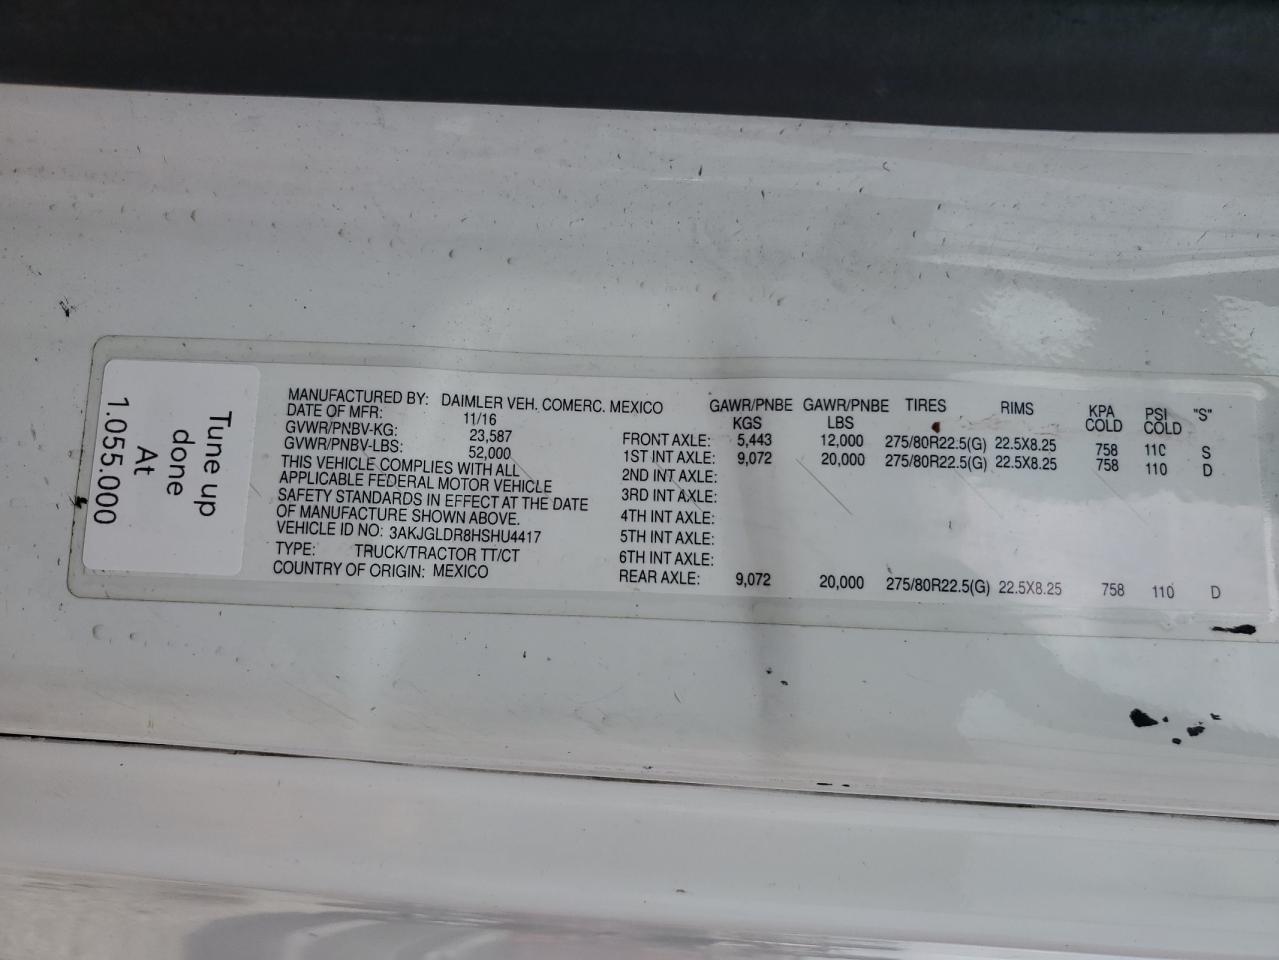 Tune up
done
At
1.055.000
MANUFACTURED BY: DAIMLER VEH. COMERC. MEXICO
DATE OF MFR: 11/16
GVWR/PNBV-KG: 23,587
GVWR/PNBV-LBS: 52,000
THIS VEHICLE COMPLIES WITH ALL
APPLICABLE FEDERAL MOTOR VEHICLE
SAFETY STANDARDS IN EFFECT AT THE DATE
OF MANUFACTURE SHOWN ABOVE.
VEHICLE ID NO: 3AKJGLDR8HSHU4417
TYPE: TRUCK/TRACTOR TT/CT
COUNTRY OF ORIGIN: MEXICO
GAWR/PNBE GAWR/PNBE TIRES RIMS KPA PSI "S"
KGS LBS COLD COLD
FRONT AXLE: 5,443 12,000 275/80R22.5(G) 22.5X8.25 758 110 S
1ST INT AXLE: 9,072 20,000 275/80R22.5(G) 22.5X8.25 758 110 D
2ND INT AXLE:
3RD INT AXLE:
4TH INT AXLE:
5TH INT AXLE:
6TH INT AXLE:
REAR AXLE: 9,072 20,000 275/80R22.5(G) 22.5X8.25 758 110 D